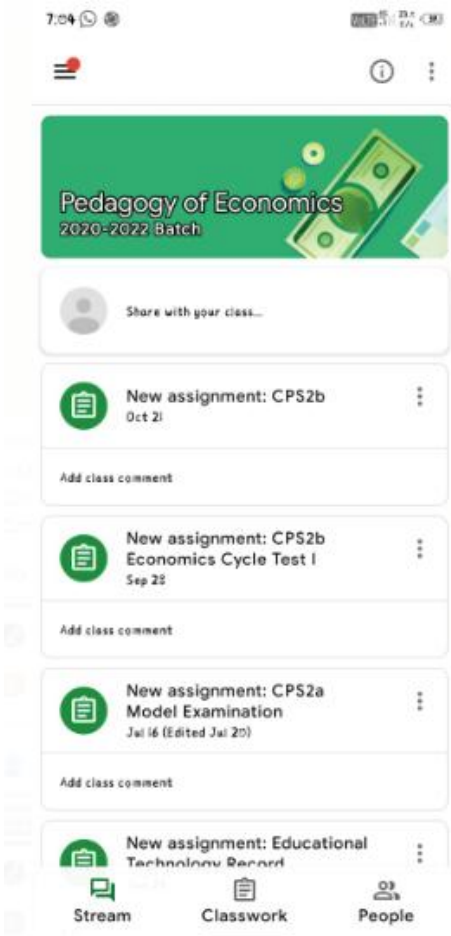 7:04
Pedagogy of Economics
2020-2022 Batch
Share with your class...
New assignment: CPS2b
Oct 21
Add class comment
New assignment: CPS2b
Economics Cycle Test I
Sep 28
Add class comment
New assignment: CPS2a
Model Examination
Jul 16 (Edited Jul 20)
Add class comment
New assignment: Educational
Technology Record
Stream Classwork People